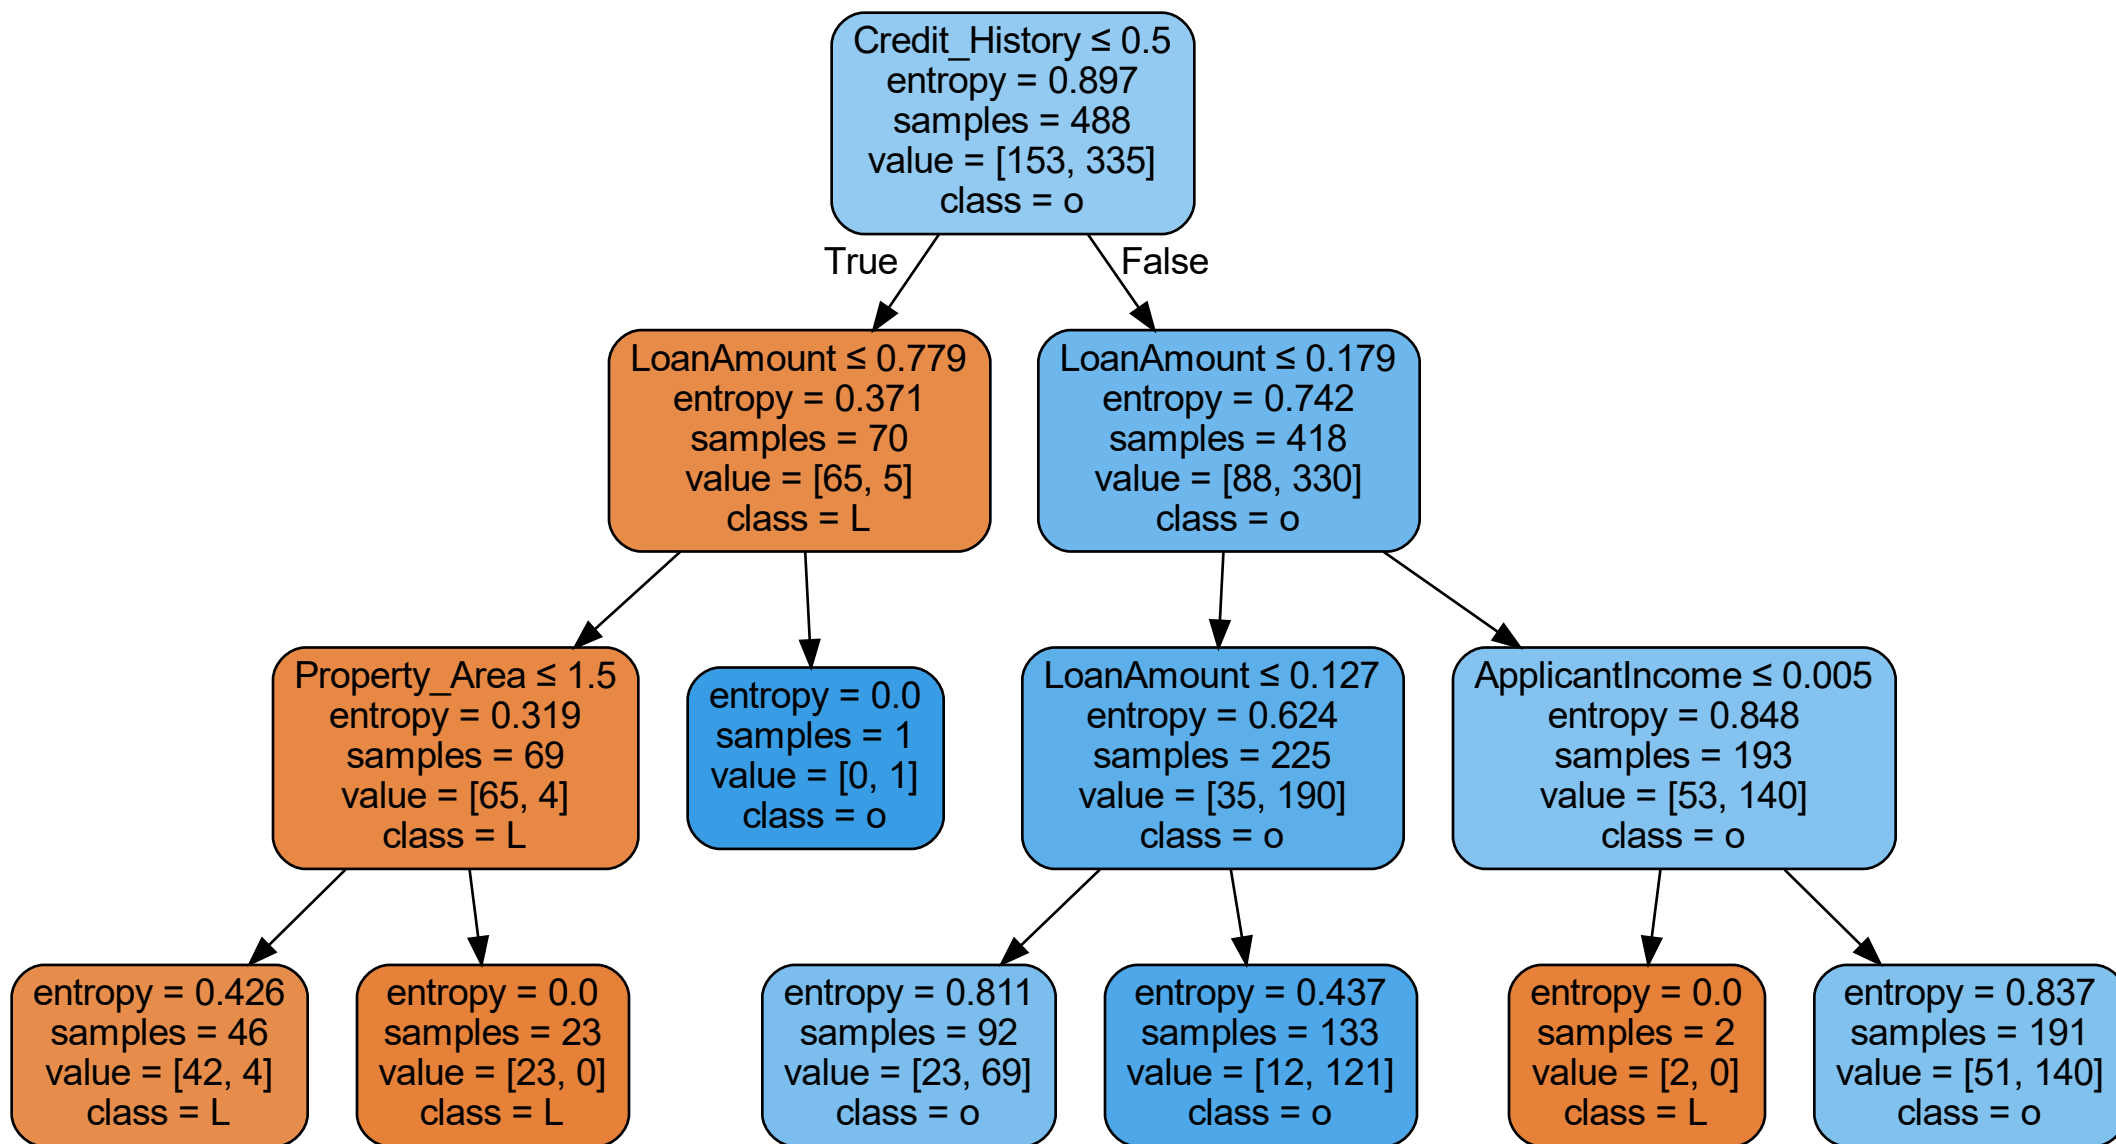 Credit_History ≤ 0.5
entropy = 0.897
samples = 488
value = [153, 335]
class = o
True
False
LoanAmount ≤ 0.779
entropy = 0.371
samples = 70
value = [65, 5]
class = L
LoanAmount ≤ 0.179
entropy = 0.742
samples = 418
value = [88, 330]
class = o
Property_Area ≤ 1.5
entropy = 0.319
samples = 69
value = [65, 4]
class = L
entropy = 0.0
samples = 1
value = [0, 1]
class = o
LoanAmount ≤ 0.127
entropy = 0.624
samples = 225
value = [35, 190]
class = o
ApplicantIncome ≤ 0.005
entropy = 0.848
samples = 193
value = [53, 140]
class = o
entropy = 0.426
samples = 46
value = [42, 4]
class = L
entropy = 0.0
samples = 23
value = [23, 0]
class = L
entropy = 0.811
samples = 92
value = [23, 69]
class = o
entropy = 0.437
samples = 133
value = [12, 121]
class = o
entropy = 0.0
samples = 2
value = [2, 0]
class = L
entropy = 0.837
samples = 191
value = [51, 140]
class = o